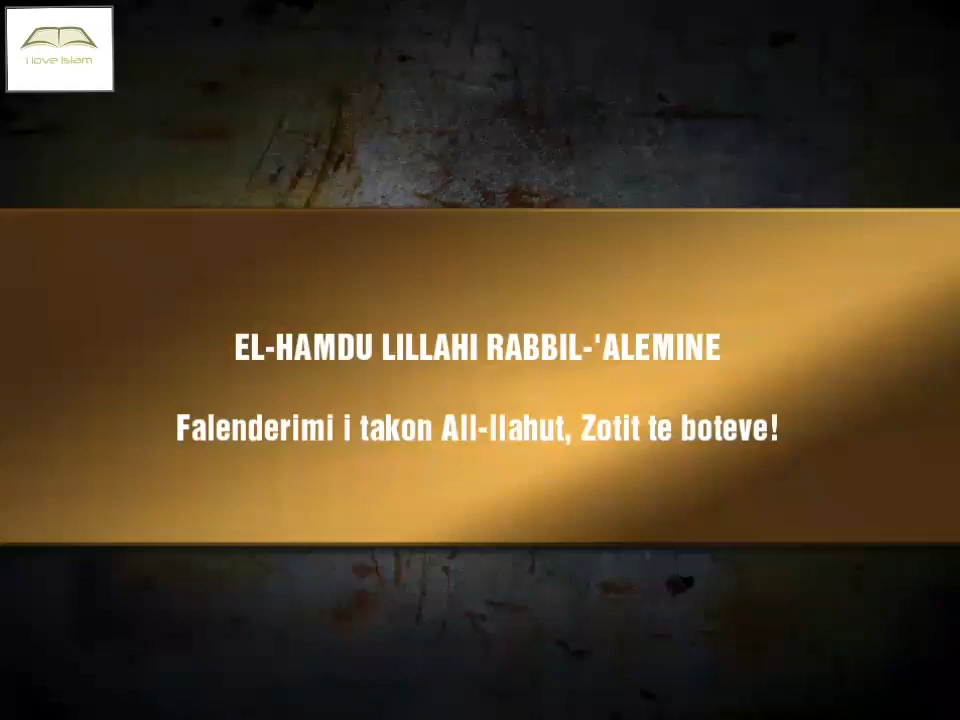 i love Islam
EL-HAMDU LILLAHI RABBIL-'ALEMINE
Falenderimi i takon All-llahut, Zotit te boteve!